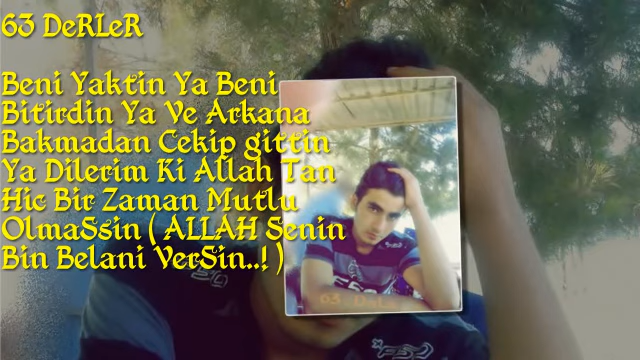 63 DeRLeR
Beni Yaktin Ya Beni
Bitirdin Ya Ve Arkana
Bakmadan Cekip gittin
Ya Dilerim Ki Allah Tan
Hic Bir Zaman Mutlu
OlmaSsin ( ALLAH Senin
Bin Belani VerSin..! )